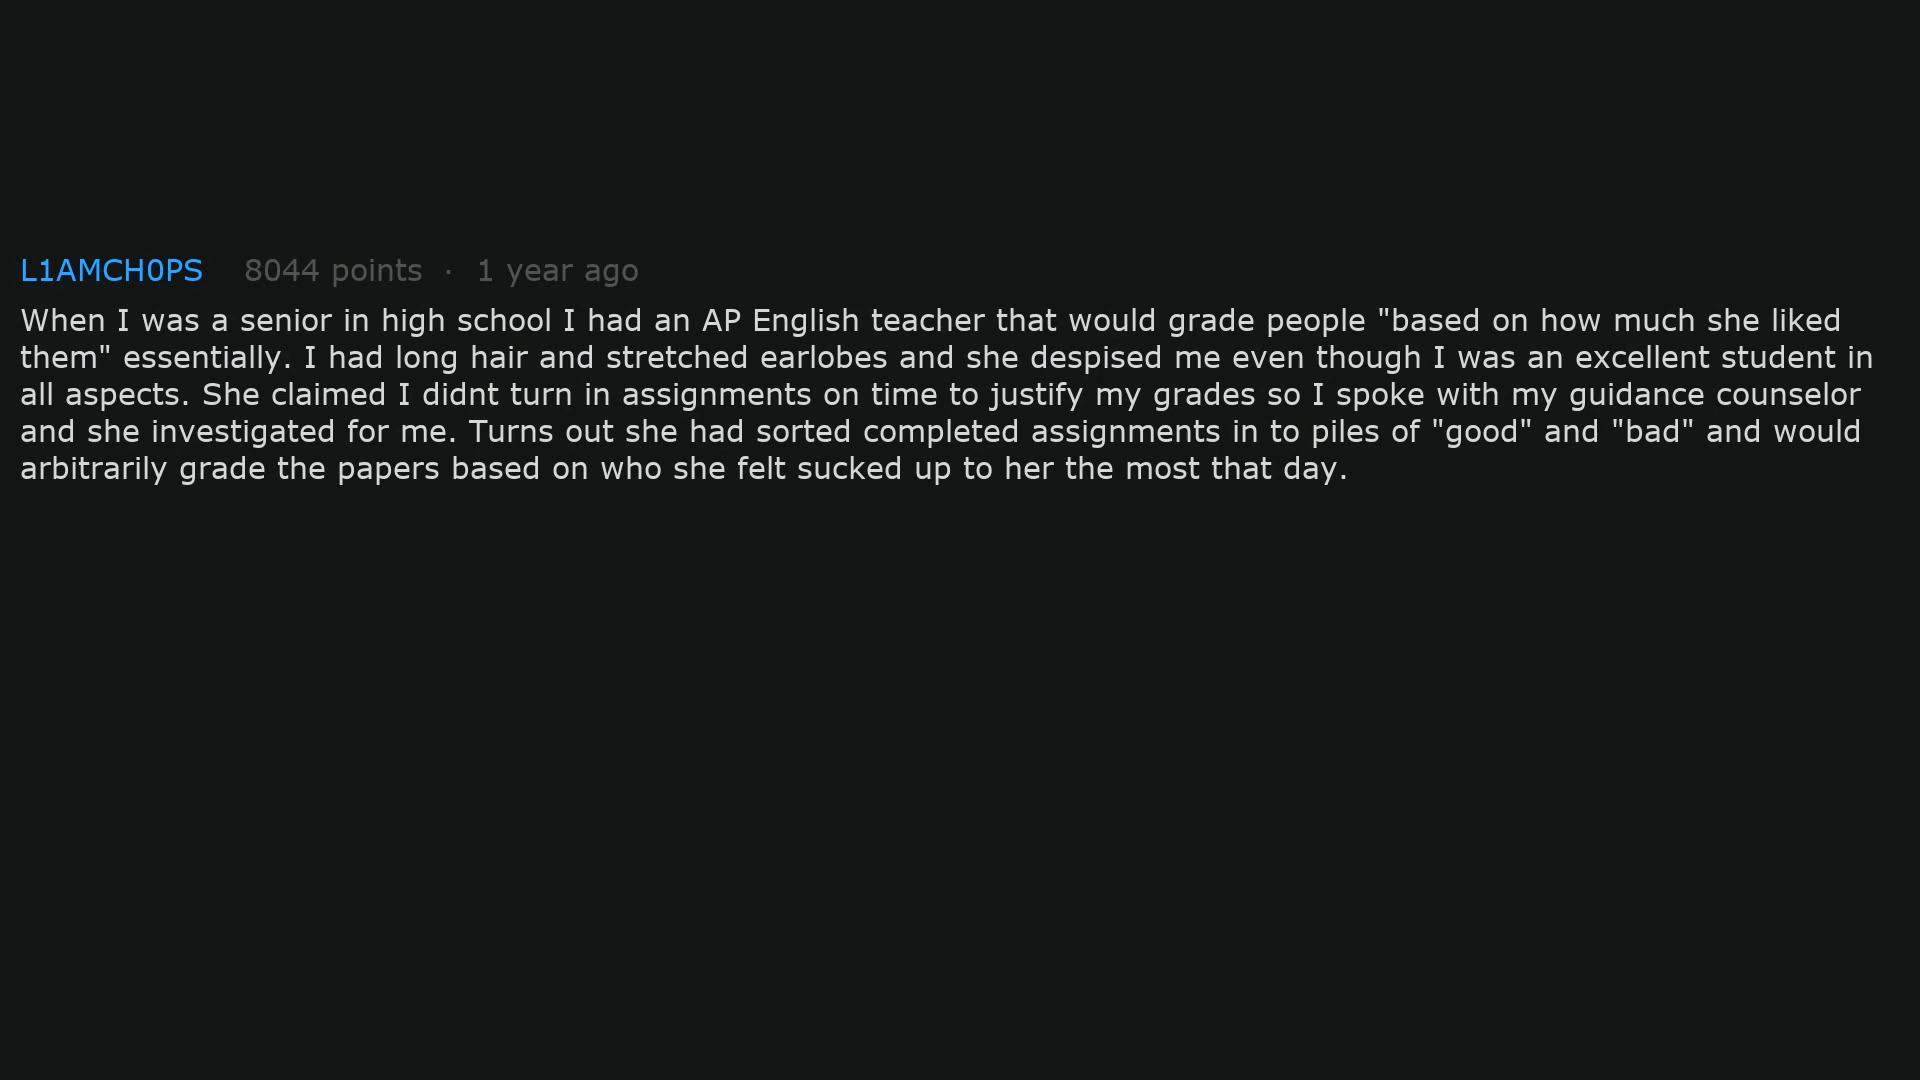 L1AMCH0PS 8044 points · 1 year ago
When I was a senior in high school I had an AP English teacher that would grade people "based on how much she liked
them" essentially. I had long hair and stretched earlobes and she despised me even though I was an excellent student in
all aspects. She claimed I didnt turn in assignments on time to justify my grades so I spoke with my guidance counselor
and she investigated for me. Turns out she had sorted completed assignments in to piles of "good" and "bad" and would
arbitrarily grade the papers based on who she felt sucked up to her the most that day.